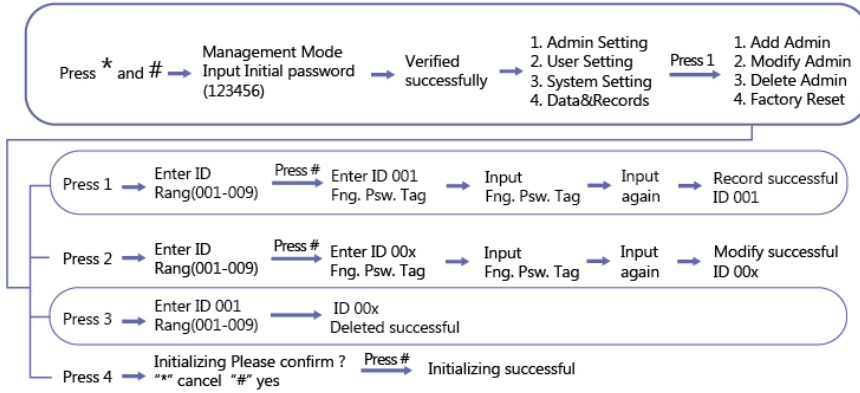 Press * and #
Management Mode
Input Initial password
(123456)
Verified
successfully
1. Admin Setting
2. User Setting
3. System Setting
4. Data&Records
Press 1
1. Add Admin
2. Modify Admin
3. Delete Admin
4. Factory Reset
Press 1
Enter ID
Rang(001-009)
Press #
Enter ID 001
Fng. Psw. Tag
Input
Fng. Psw. Tag
Input
again
Record successful
ID 001
Press 2
Enter ID
Rang(001-009)
Press #
Enter ID 00x
Fng. Psw. Tag
Input
Fng. Psw. Tag
Input
again
Modify successful
ID 00x
Press 3
Enter ID 001
Rang(001-009)
ID 00x
Deleted successful
Press 4
Initializing Please confirm ?
"*" cancel "#" yes
Press #
Initializing successful